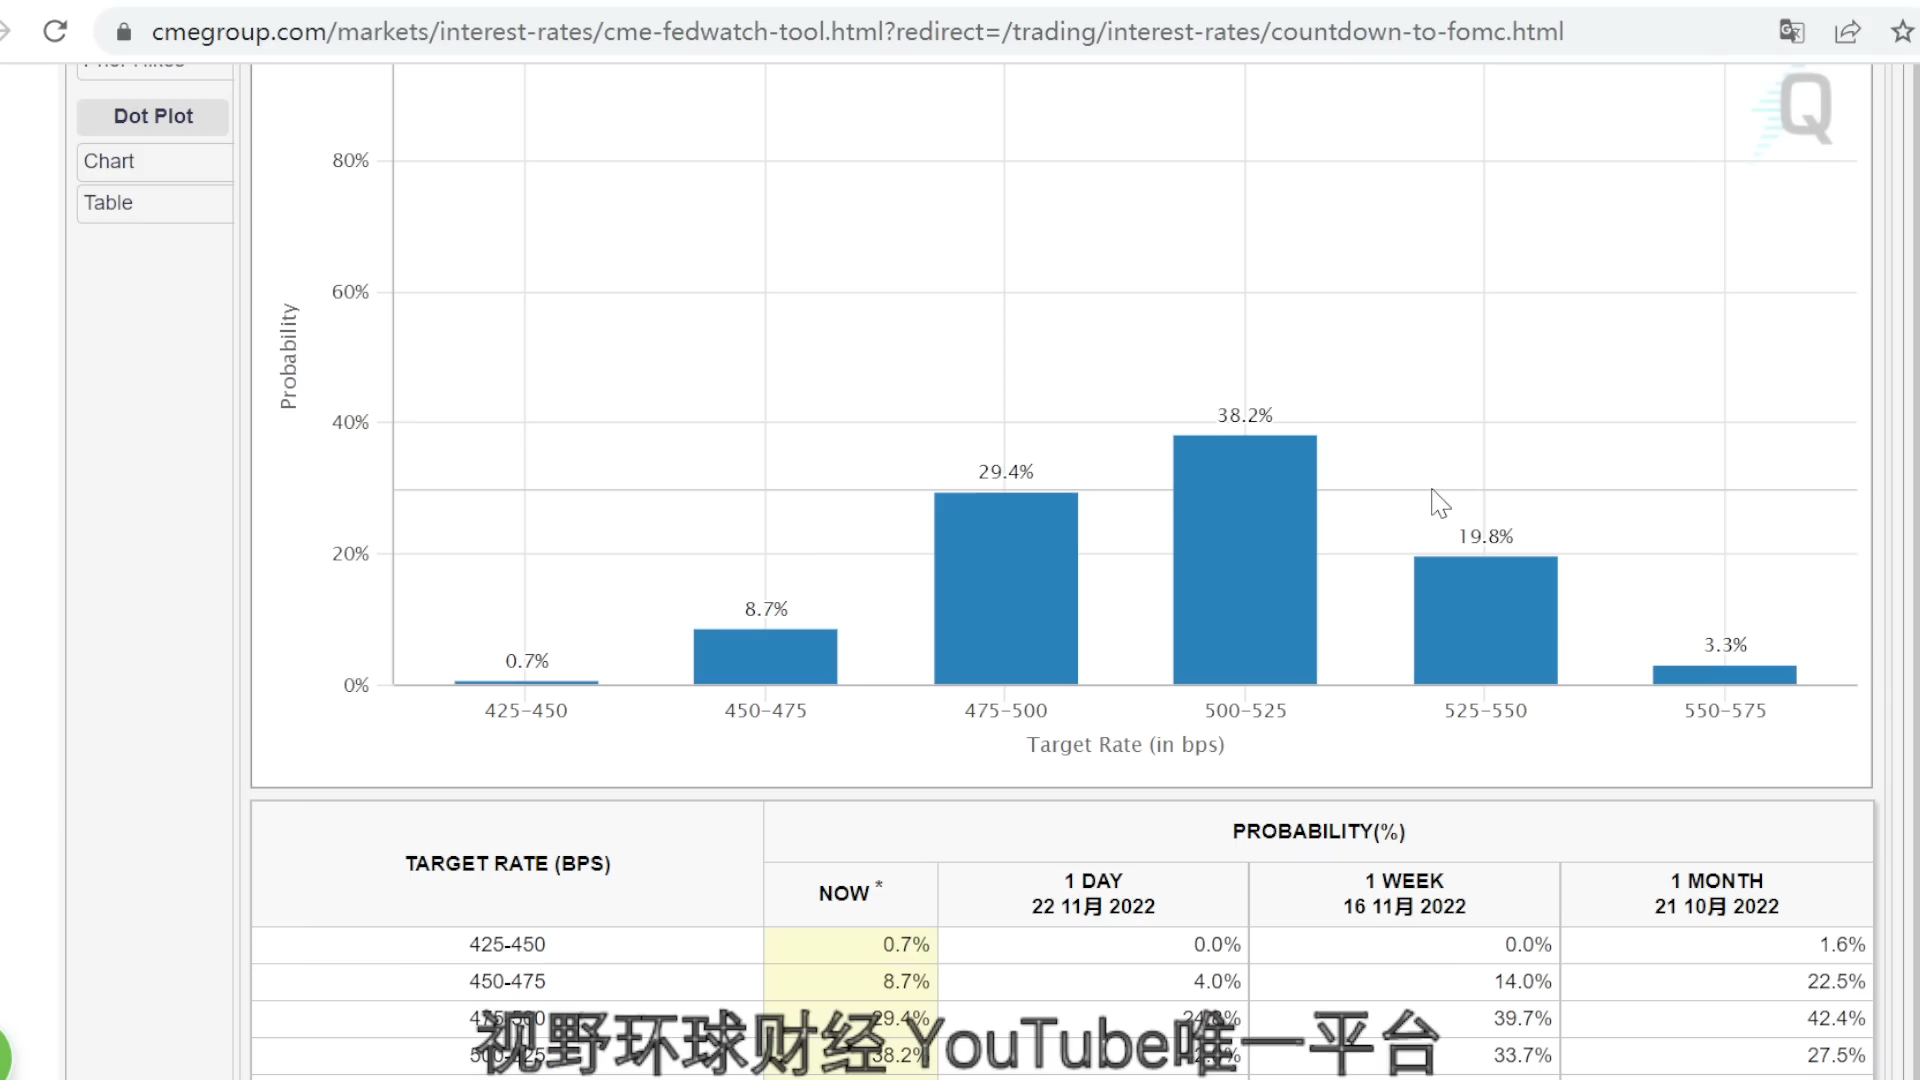 cmegroup.com/markets/interest-rates/cme-fedwatch-tool.html?redirect=/trading/interest-rates/countdown-to-fomc.html
Dot Plot
Chart
Table
Q
Probability
80%
60%
40%
20%
0%
0.7%
8.7%
29.4%
38.2%
19.8%
3.3%
425-450
450-475
475-500
500-525
525-550
550-575
Target Rate (in bps)
TARGET RATE (BPS)
PROBABILITY(%)
NOW *
1 DAY
22 11月 2022
1 WEEK
16 11月 2022
1 MONTH
21 10月 2022
425-450 0.7% 0.0% 0.0% 1.6%
450-475 8.7% 4.0% 14.0% 22.5%
29.4% 39.7% 42.4%
38.2% 33.7% 27.5%
视野环球财经 YouTube唯一平台